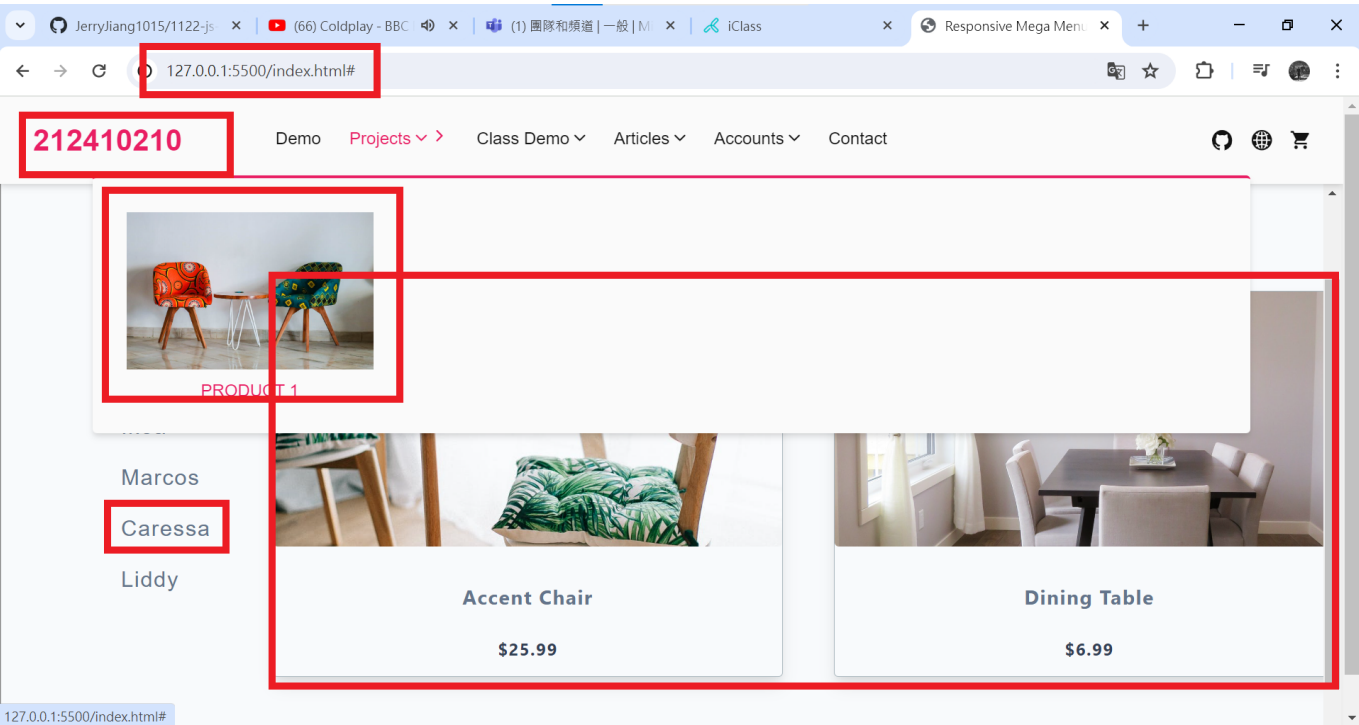 JerryJiang1015/1122-js-
(66) Coldplay - BBC
(1) 團隊和頻道 | 一般 | M
iClass
Responsive Mega Menu
127.0.0.1:5500/index.html#
212410210
Demo
Projects
Class Demo
Articles
Accounts
Contact
PRODUCT 1
Marcos
Caressa
Liddy
Accent Chair
$25.99
Dining Table
$6.99
127.0.0.1:5500/index.html#